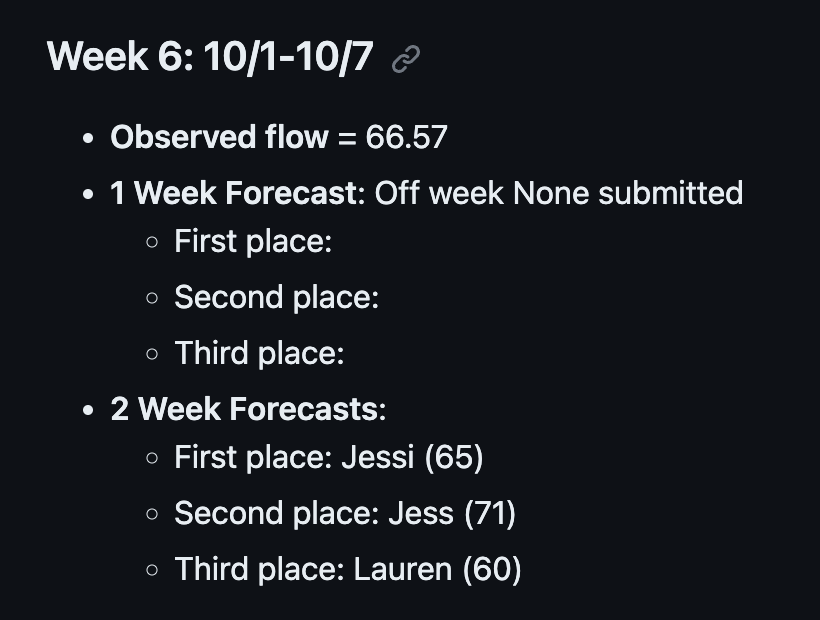 Week 6: 10/1-10/7
Observed flow = 66.57
1 Week Forecast: Off week None submitted
First place:
Second place:
Third place:
2 Week Forecasts:
First place: Jessi (65)
Second place: Jess (71)
Third place: Lauren (60)